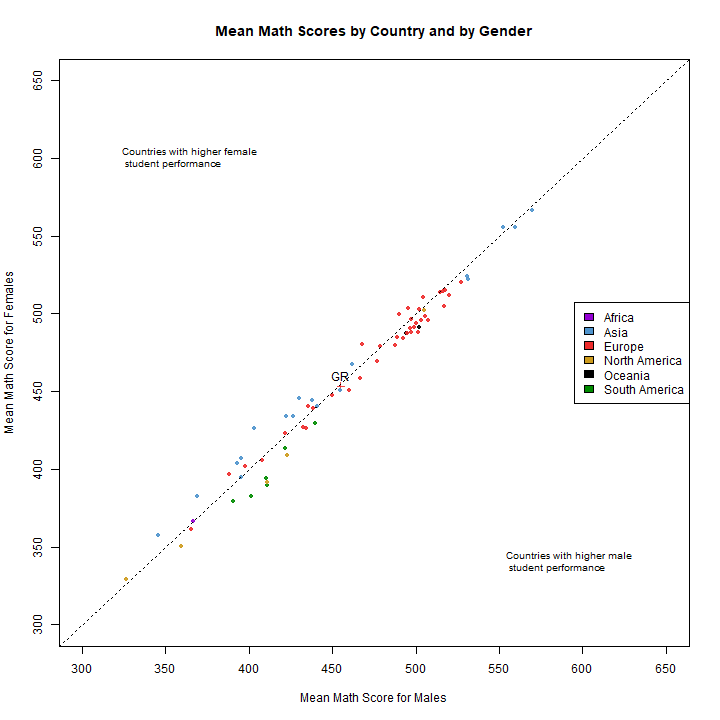 Mean Math Scores by Country and by Gender
650
600
550
500
450
400
350
300
Mean Math Score for Females
Countries with higher female
student performance
GR
Africa
Asia
Europe
North America
Oceania
South America
Countries with higher male
student performance
300
350
400
450
500
550
600
650
Mean Math Score for Males